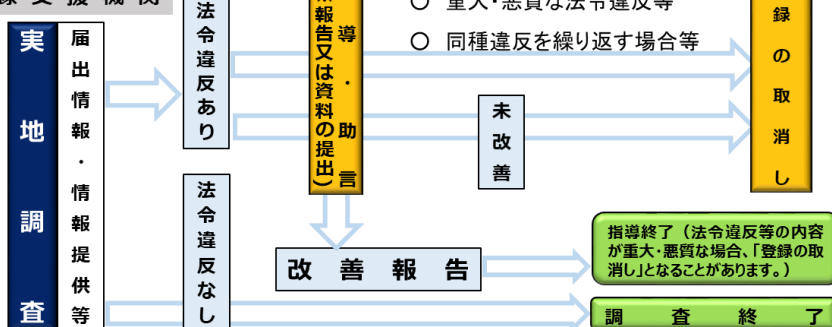 録支援機関
実地調査
届出情報・情報提供等
法令違反あり
法令違反なし
導・助言
報告又は資料の提出）
○ 重大・悪質な法令違反等
○ 同種違反を繰り返す場合等
未改善
録の取消し
改善報告
指導終了（法令違反等の内容
が重大・悪質な場合、「登録の取
消し」となることがあります。）
調査終了